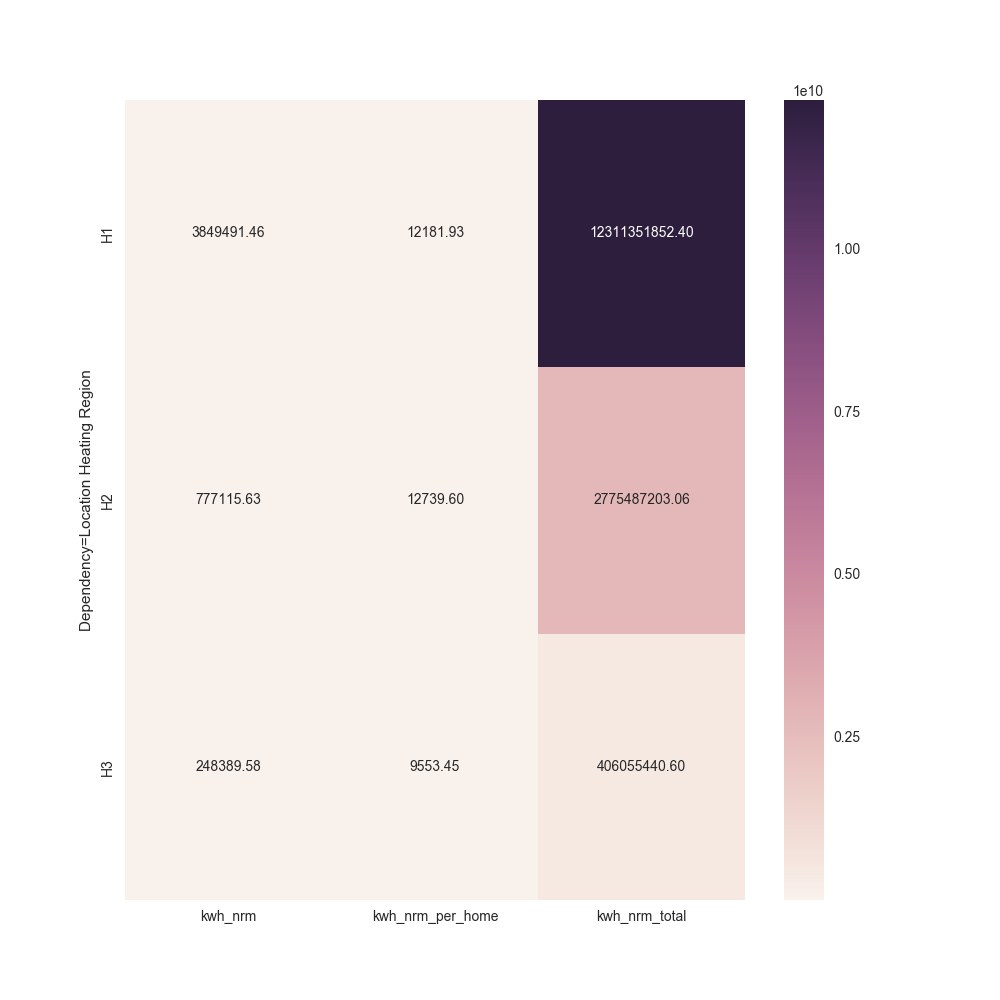 1e10
H1
3849491.46
12181.93
12311351852.40
1.00
0.75
Dependency=Location Heating Region
H2
777115.63
12739.60
2775487203.06
0.50
0.25
H3
248389.58
9553.45
406055440.60
kwh_nrm
kwh_nrm_per_home
kwh_nrm_total